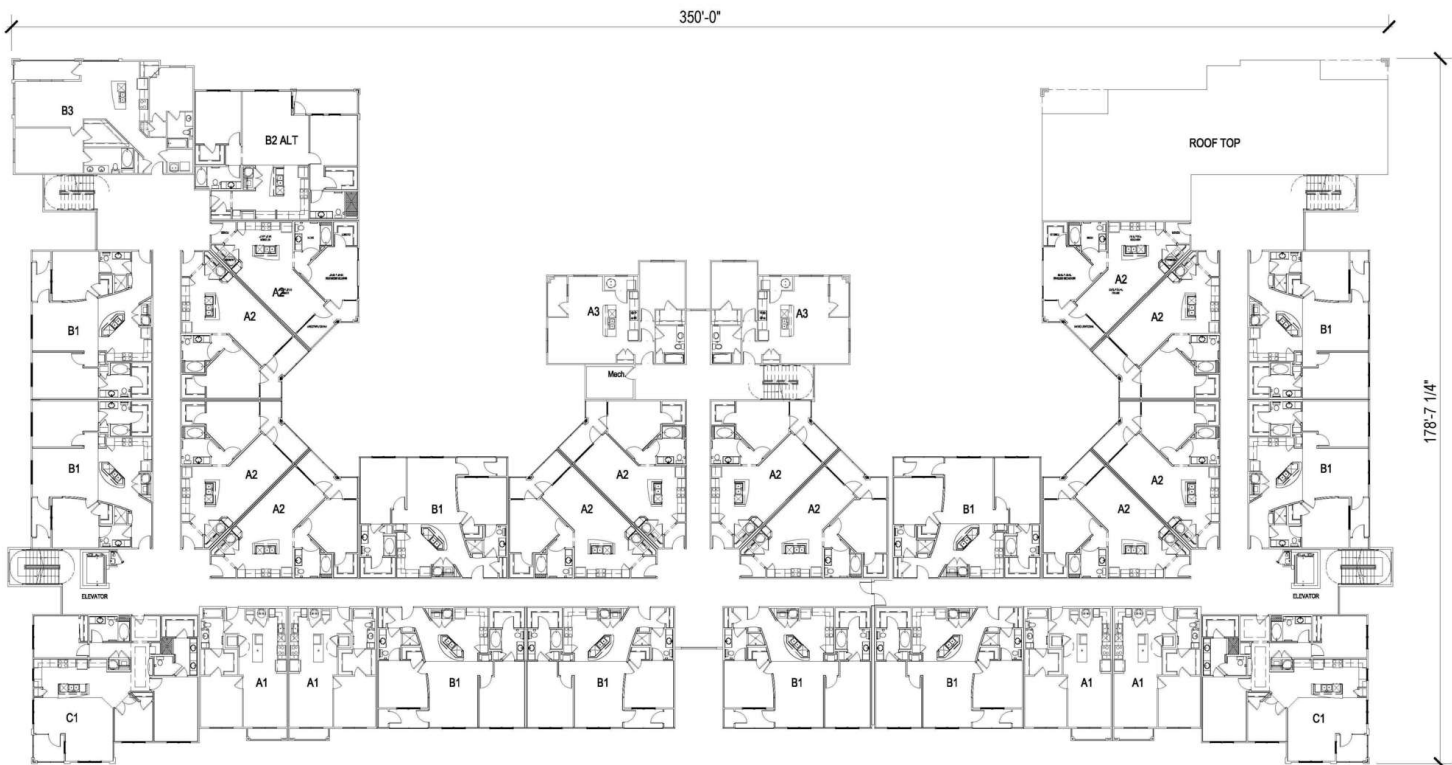 350'-0"
B3
B2 ALT
ROOF TOP
178'-7 1/4"
A2
A2
A2
A2
B1
B1
A3
A3
Mech.
B1
B1
A2
A2
A2
A2
A2
A2
A2
A2
B1
B1
ELEVATOR
ELEVATOR
A1
A1
B1
B1
B1
B1
A1
A1
C1
C1